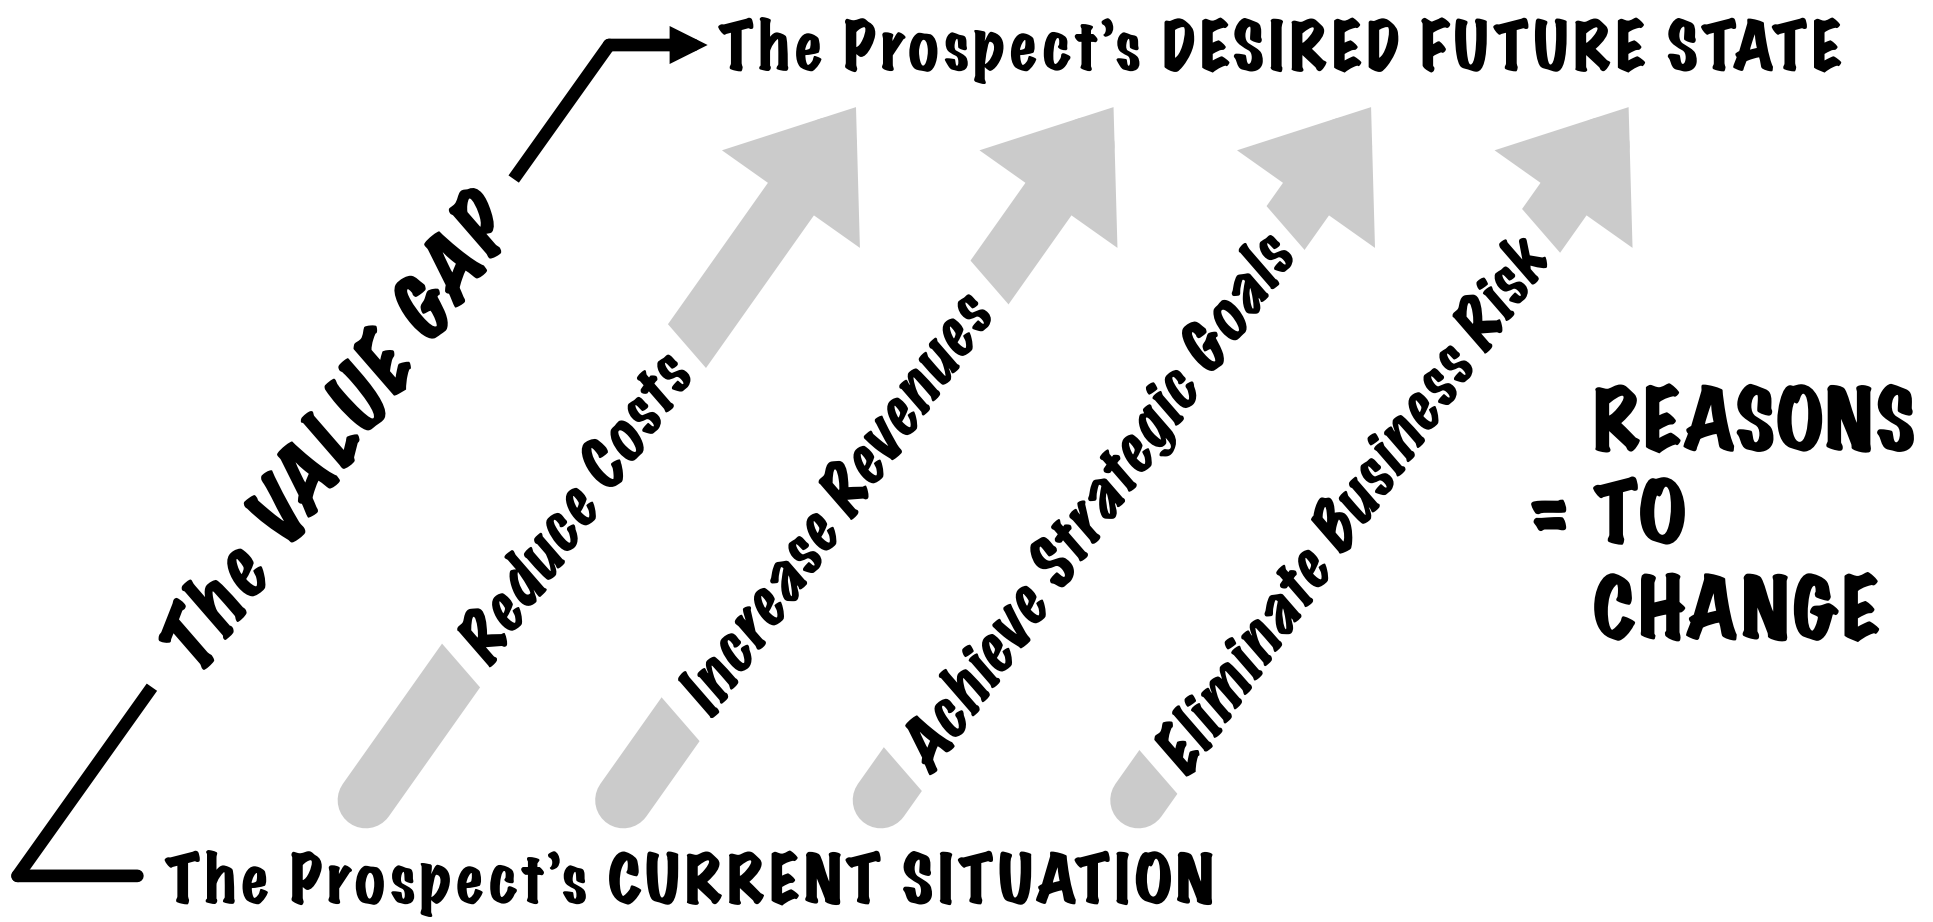 The Prospect's DESIRED FUTURE STATE
The VALUE GAP
Reduce Costs
Increase Revenues
Achieve Strategic Goals
Eliminate Business Risk
= REASONS
TO
CHANGE
The Prospect's CURRENT SITUATION